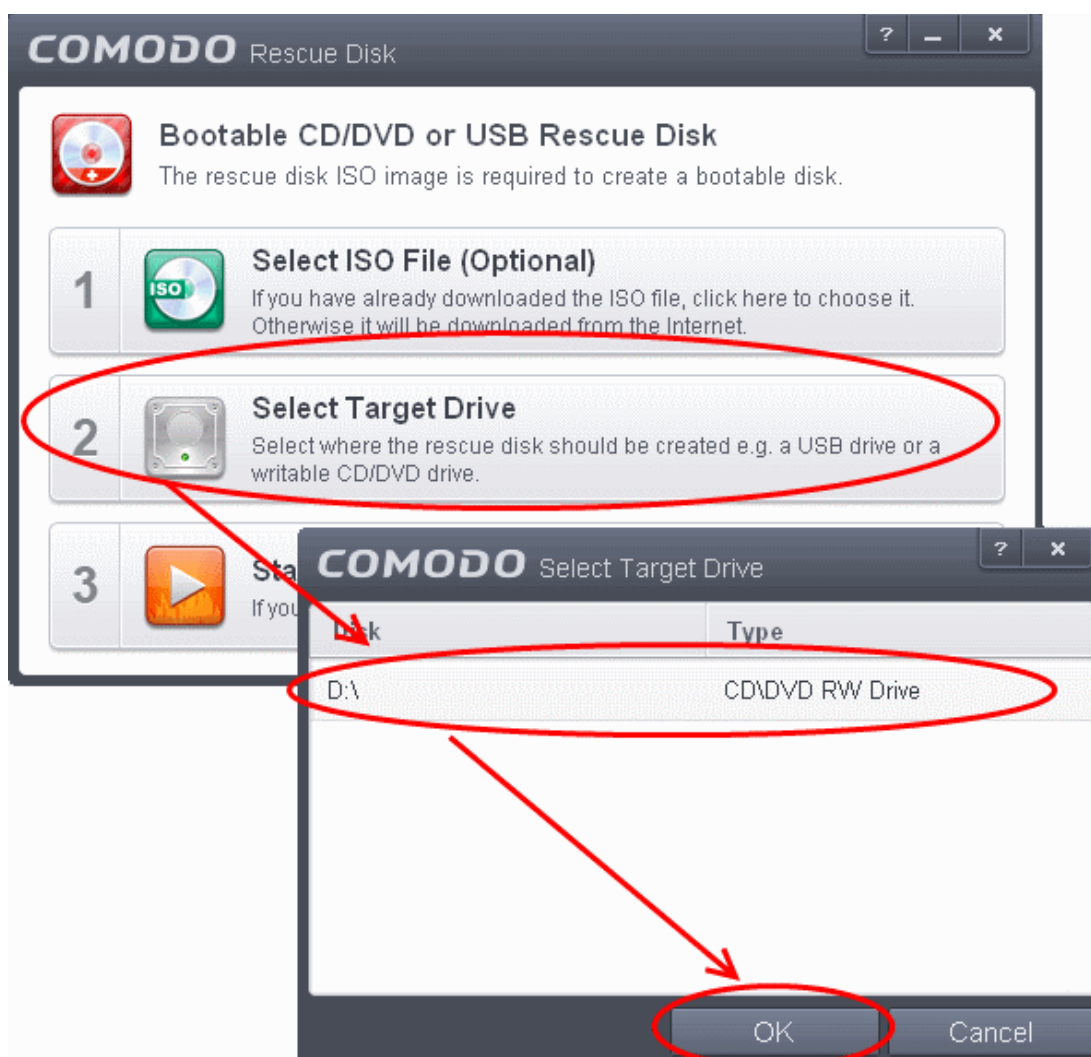 COMODO Rescue Disk
? – ×
Bootable CD/DVD or USB Rescue Disk
The rescue disk ISO image is required to create a bootable disk.
1
ISO
Select ISO File (Optional)
If you have already downloaded the ISO file, click here to choose it.
Otherwise it will be downloaded from the Internet.
2
Select Target Drive
Select where the rescue disk should be created e.g. a USB drive or a
writable CD/DVD drive.
3
Sta
If you
COMODO Select Target Drive
? ×
Disk Type
D:\ CD\DVD RW Drive
OK Cancel